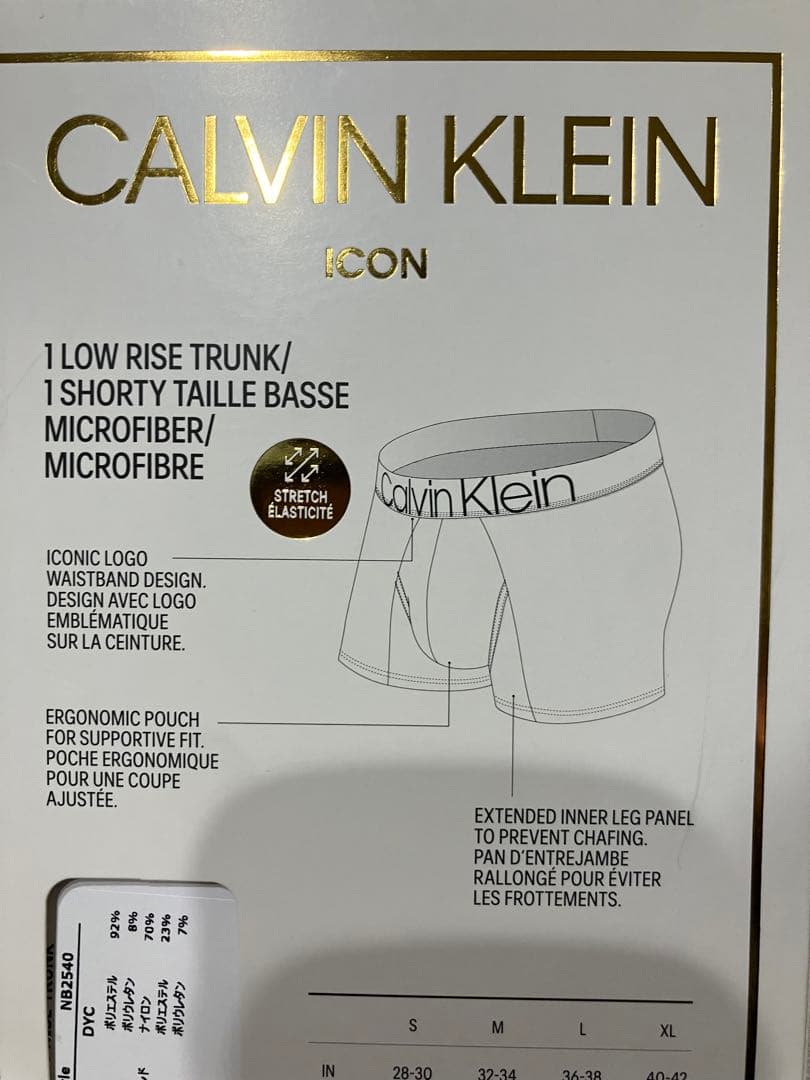 CALVIN KLEIN
ICON
1 LOW RISE TRUNK/
1 SHORTY TAILLE BASSE
MICROFIBER/
MICROFIBRE
STRETCH
ÉLASTICITÉ
Calvin Klein
ICONIC LOGO
WAISTBAND DESIGN.
DESIGN AVEC LOGO
EMBLÉMATIQUE
SUR LA CEINTURE.
ERGONOMIC POUCH
FOR SUPPORTIVE FIT.
POCHE ERGONOMIQUE
POUR UNE COUPE
AJUSTÉE.
EXTENDED INNER LEG PANEL
TO PREVENT CHAFING.
PAN D'ENTREJAMBE
RALLONGÉ POUR ÉVITER
LES FROTTEMENTS.
NB2540
DYC
ポリエステル 92%
ポリウレタン 8%
ナイロン 70%
ポリエステル 23%
ポリウレタン 7%
S M L XL
IN 28-30 32-34 36-38 40-42